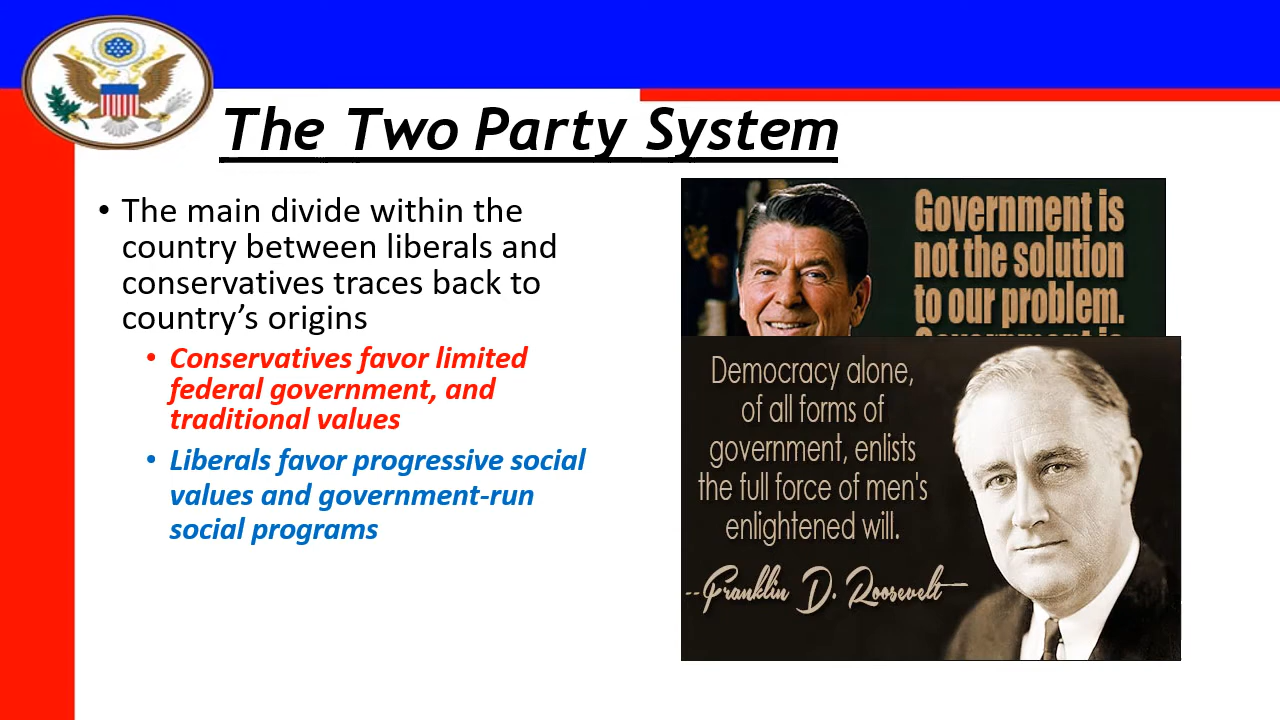 The Two Party System
• The main divide within the
country between liberals and
conservatives traces back to
country’s origins
• Conservatives favor limited
federal government, and
traditional values
• Liberals favor progressive social
values and government-run
social programs
Government is
not the solution
to our problem.
Government is
Democracy alone,
of all forms of
government, enlists
the full force of men's
enlightened will.
--Franklin D. Roosevelt